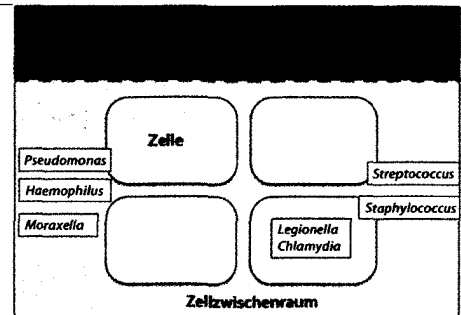 Zelle
Pseudomonas
Haemophilus
Moraxella
Streptococcus
Staphylococcus
Legionella
Chlamydia
Zellzwischenraum